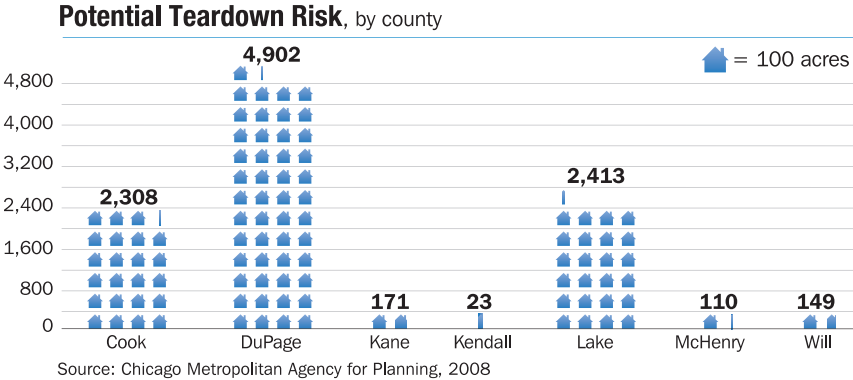 Potential Teardown Risk, by county
= 100 acres
4,800
4,000
3,200
2,400
1,600
800
0
2,308
4,902
171
23
2,413
110
149
Cook
DuPage
Kane
Kendall
Lake
McHenry
Will
Source: Chicago Metropolitan Agency for Planning, 2008